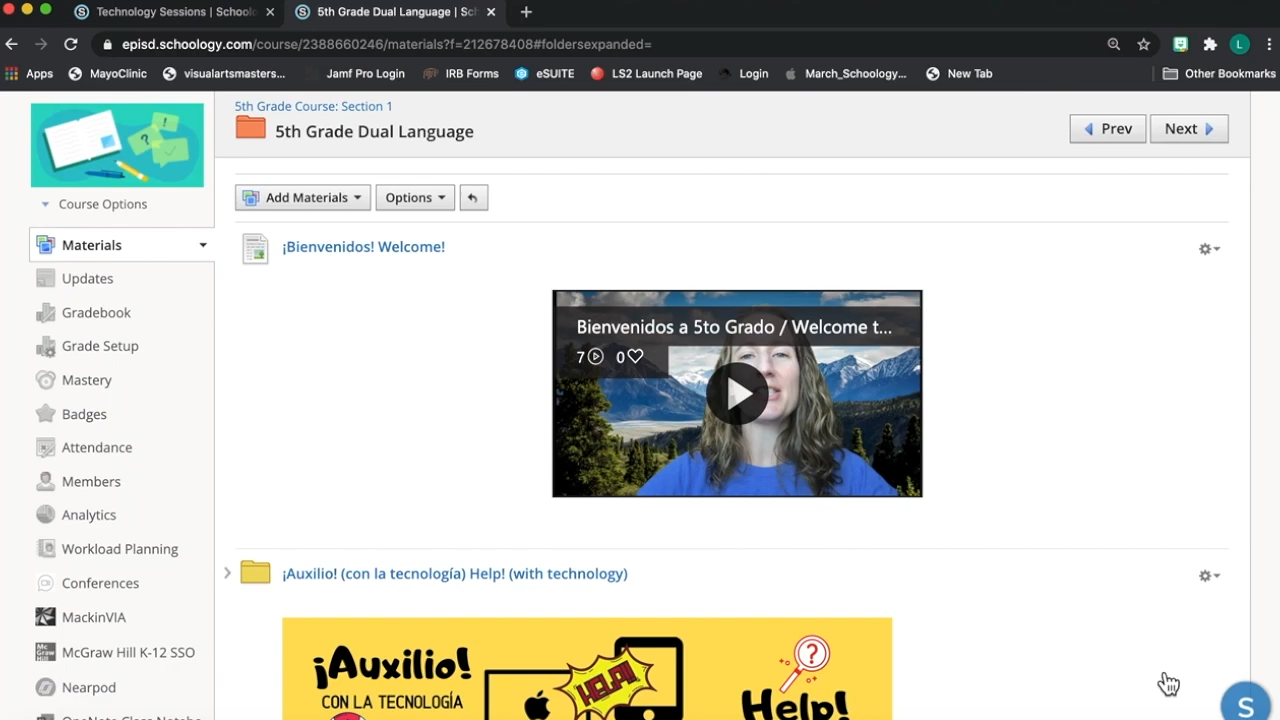 Technology Sessions | Schoolo
5th Grade Dual Language | Sch
episd.schoology.com/course/2388660246/materials?f=212678408#foldersexpanded=
L
Apps
MayoClinic
visualartsmasters...
Jamf Pro Login
IRB Forms
eSUITE
LS2 Launch Page
Login
March_Schoology...
New Tab
Other Bookmarks
5th Grade Course: Section 1
5th Grade Dual Language
Prev
Next
Course Options
Add Materials
Options
Materials
Updates
Gradebook
Grade Setup
Mastery
Badges
Attendance
Members
Analytics
Workload Planning
Conferences
MackinVIA
McGraw Hill K-12 SSO
Nearpod
¡Bienvenidos! Welcome!
Bienvenidos a 5to Grado / Welcome t...
7
0
¡Auxilio! (con la tecnología) Help! (with technology)
¡Auxilio!
CON LA TECNOLOGÍA
HELP!!
?
Help!
S